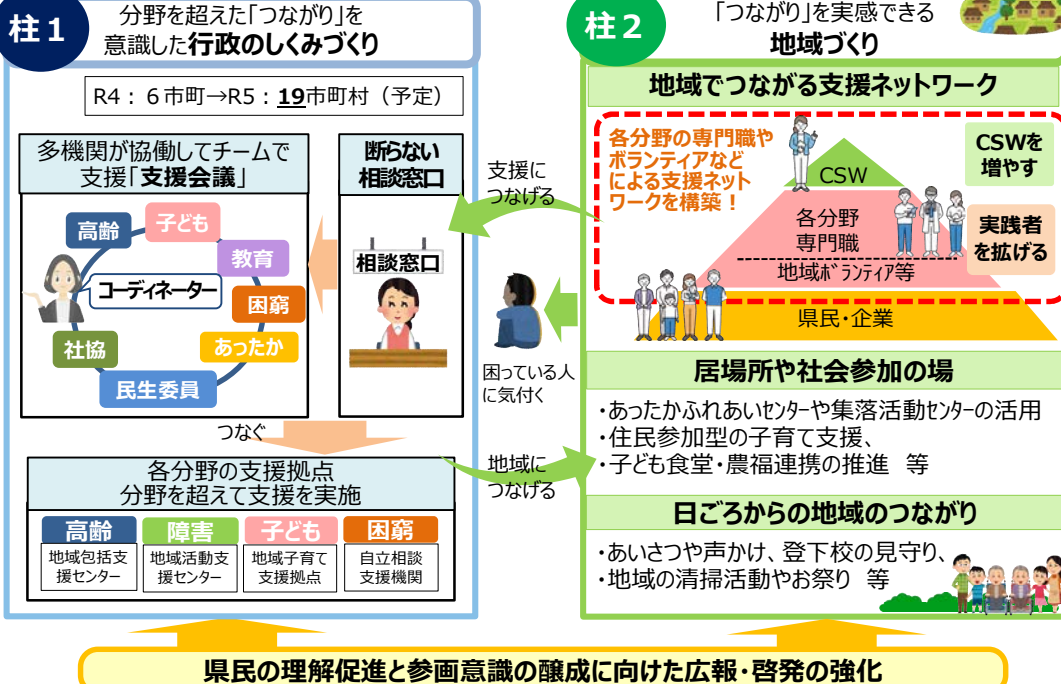 柱1
分野を超えた「つながり」を
意識した行政のしくみづくり
R4：６市町→R5：19市町村（予定）
多機関が協働してチームで
支援「支援会議」
高齢
子ども
教育
困窮
あったか
民生委員
社協
コーディネーター
断らない
相談窓口
相談窓口
つなぐ
各分野の支援拠点
分野を超えて支援を実施
高齢
地域包括支
援センター
障害
地域活動支
援センター
子ども
地域子育て
支援拠点
困窮
自立相談
支援機関
支援に
つなげる
困っている人
に気付く
地域に
つなげる
柱2
「つながり」を実感できる
地域づくり
地域でつながる支援ネットワーク
各分野の専門職や
ボランティアなど
による支援ネット
ワークを構築！
CSW
各分野
専門職
地域ﾎﾞﾗﾝﾃｨｱ等
県民・企業
CSWを
増やす
実践者
を拡げる
居場所や社会参加の場
・あったかふれあいｾﾝﾀｰや集落活動ｾﾝﾀｰの活用
・住民参加型の子育て支援、
・子ども食堂・農福連携の推進　等
日ごろからの地域のつながり
・あいさつや声かけ、登下校の見守り、
・地域の清掃活動やお祭り　等
県民の理解促進と参画意識の醸成に向けた広報・啓発の強化